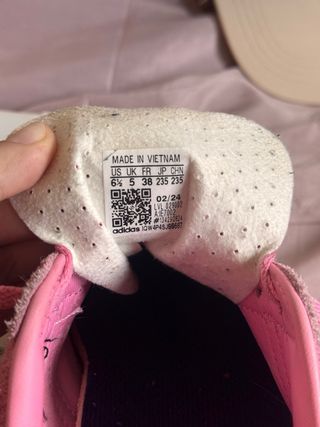 MADE IN VIETNAM
US UK FR JP CHN
6½ 5 38 235 235
02/24
adidas